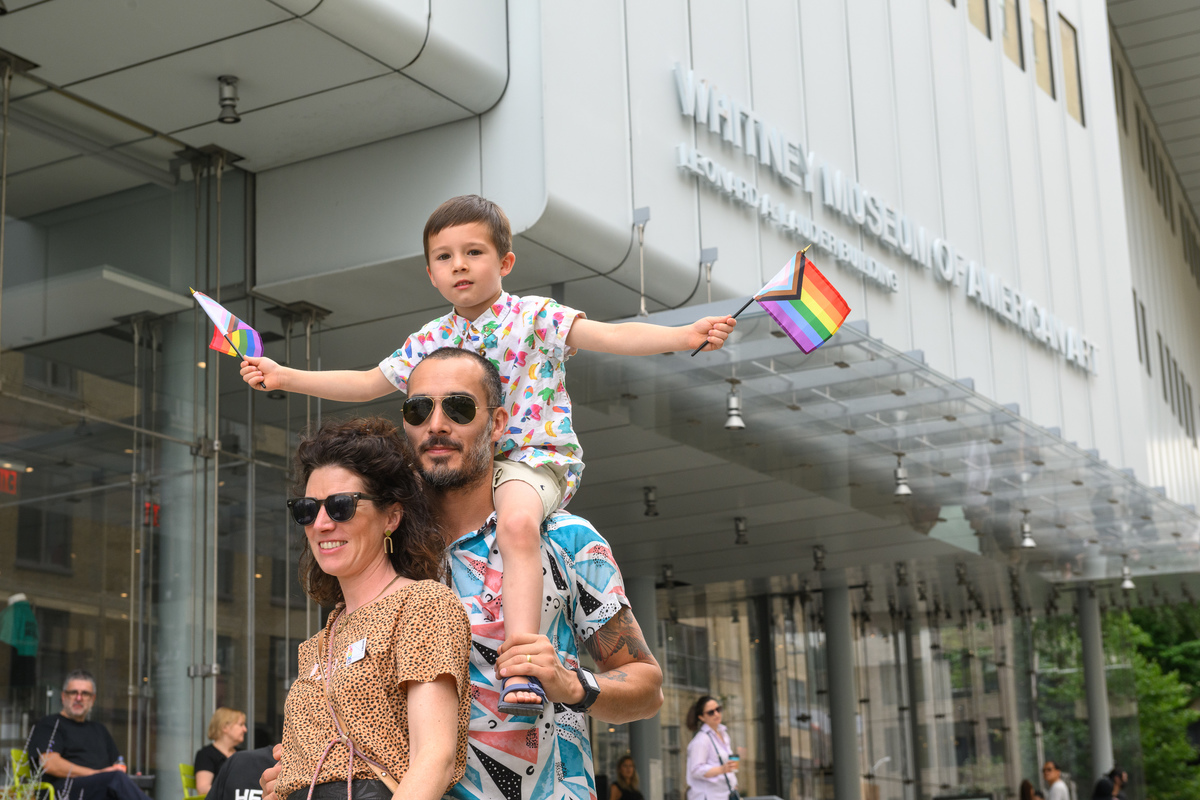 WHITNEY MUSEUM OF AMERICAN ART
LEONARD A. LAUDER BUILDING